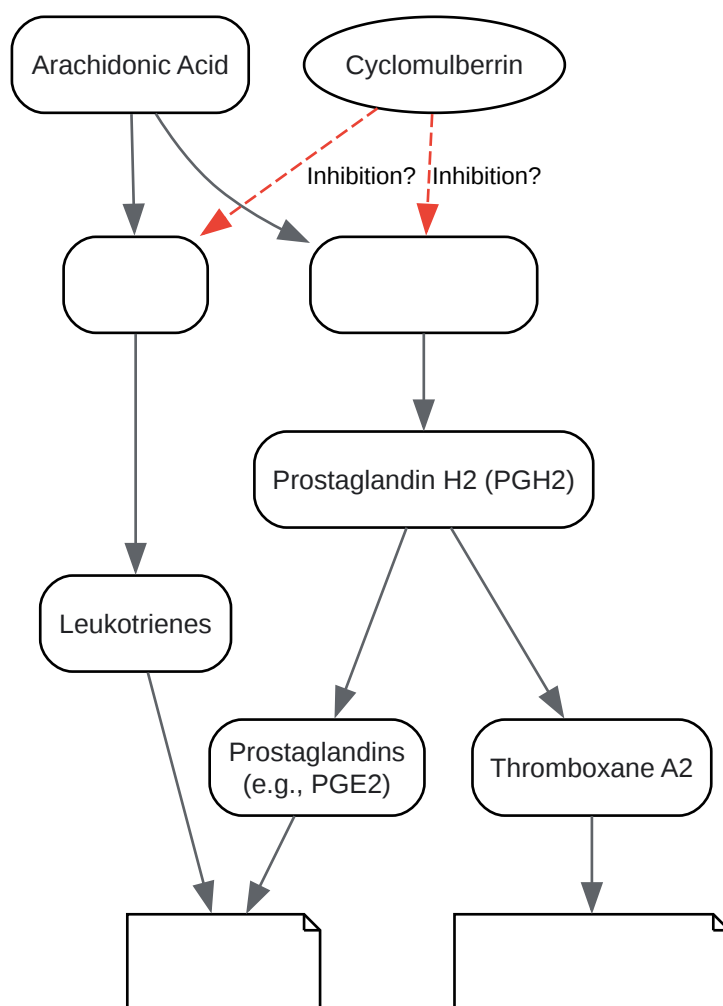 Arachidonic Acid
Cyclomulberrin
Inhibition?
Inhibition?
Prostaglandin H2 (PGH2)
Leukotrienes
Prostaglandins
(e.g., PGE2)
Thromboxane A2